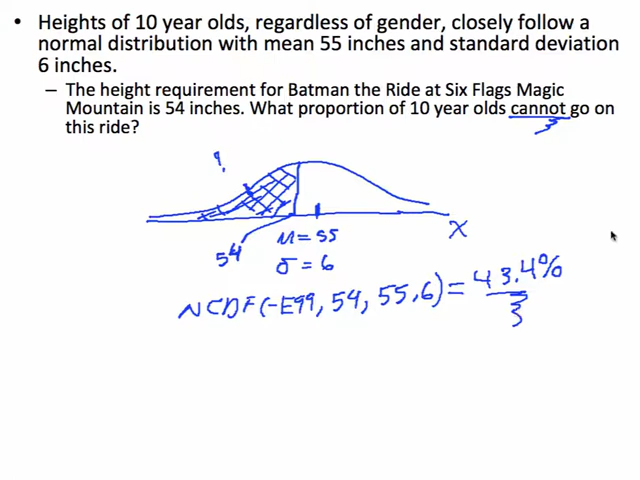 • Heights of 10 year olds, regardless of gender, closely follow a
normal distribution with mean 55 inches and standard deviation
6 inches.
– The height requirement for Batman the Ride at Six Flags Magic
Mountain is 54 inches. What proportion of 10 year olds cannot go on
this ride?
?
54
μ = 55
σ = 6
X
NCDF(-E99, 54, 55, 6) = 43.4%